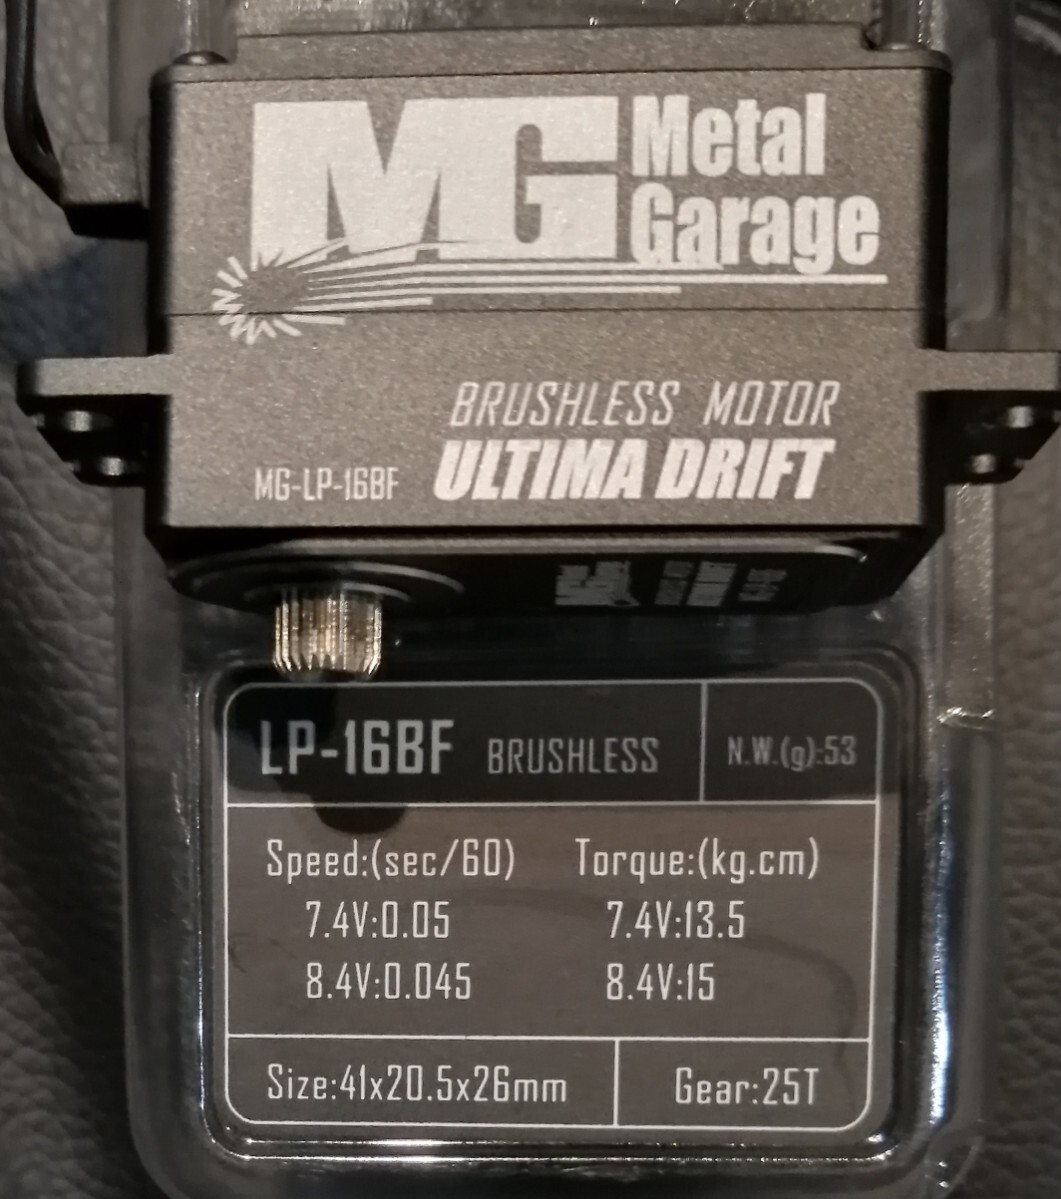 MG Metal
Garage
BRUSHLESS MOTOR
MG-LP-16BF ULTIMA DRIFT
LP-16BF BRUSHLESS N.W.(g):53
Speed:(sec/60) Torque:(kg.cm)
7.4V:0.05 7.4V:13.5
8.4V:0.045 8.4V:15
Size:41x20.5x26mm Gear:25T